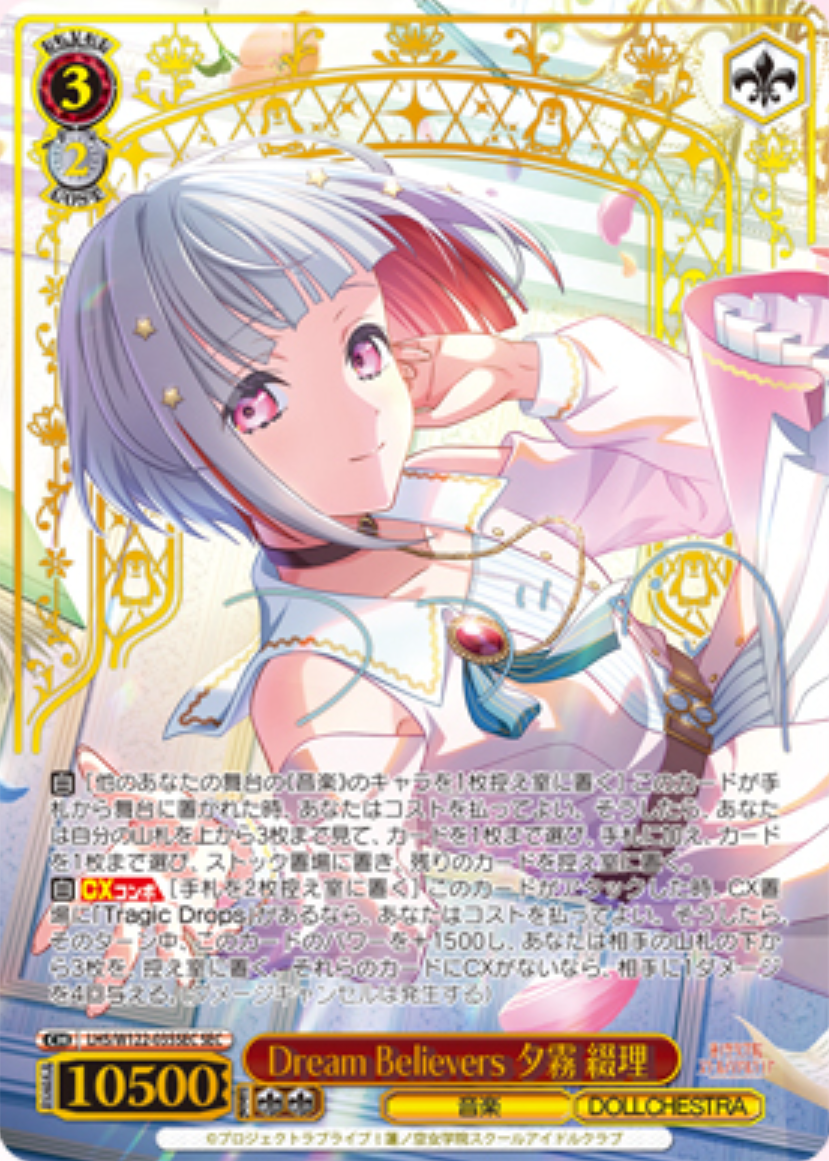 3
2
自［他のあなたの舞台の《音楽》のキャラを1枚控え室に置く］このカードが手
札から舞台に置かれた時、あなたはコストを払ってよい。そうしたら、あなた
は自分の山札を上から3枚まで見て、カードを1枚まで選び、手札に加え、カード
を1枚まで選び、ストック置場に置き、残りのカードを控え室に置く。
自 CXコンボ ［手札を2枚控え室に置く］このカードがアタックした時、CX置
場に「Tragic Drops」があるなら、あなたはコストを払ってよい。そうしたら、
そのターン中、このカードのパワーを＋1500し、あなたは相手の山札の下か
ら3枚を、控え室に置く。それらのカードにCXがないなら、相手に1ダメージ
を4回与える。（ダメージキャンセルは発生する）
LHS/W122-035SEC SEC
Dream Believers 夕霧 綴理
10500
音楽 DOLLCHESTRA
©プロジェクトラブライブ！蓮ノ空女学院スクールアイドルクラブ